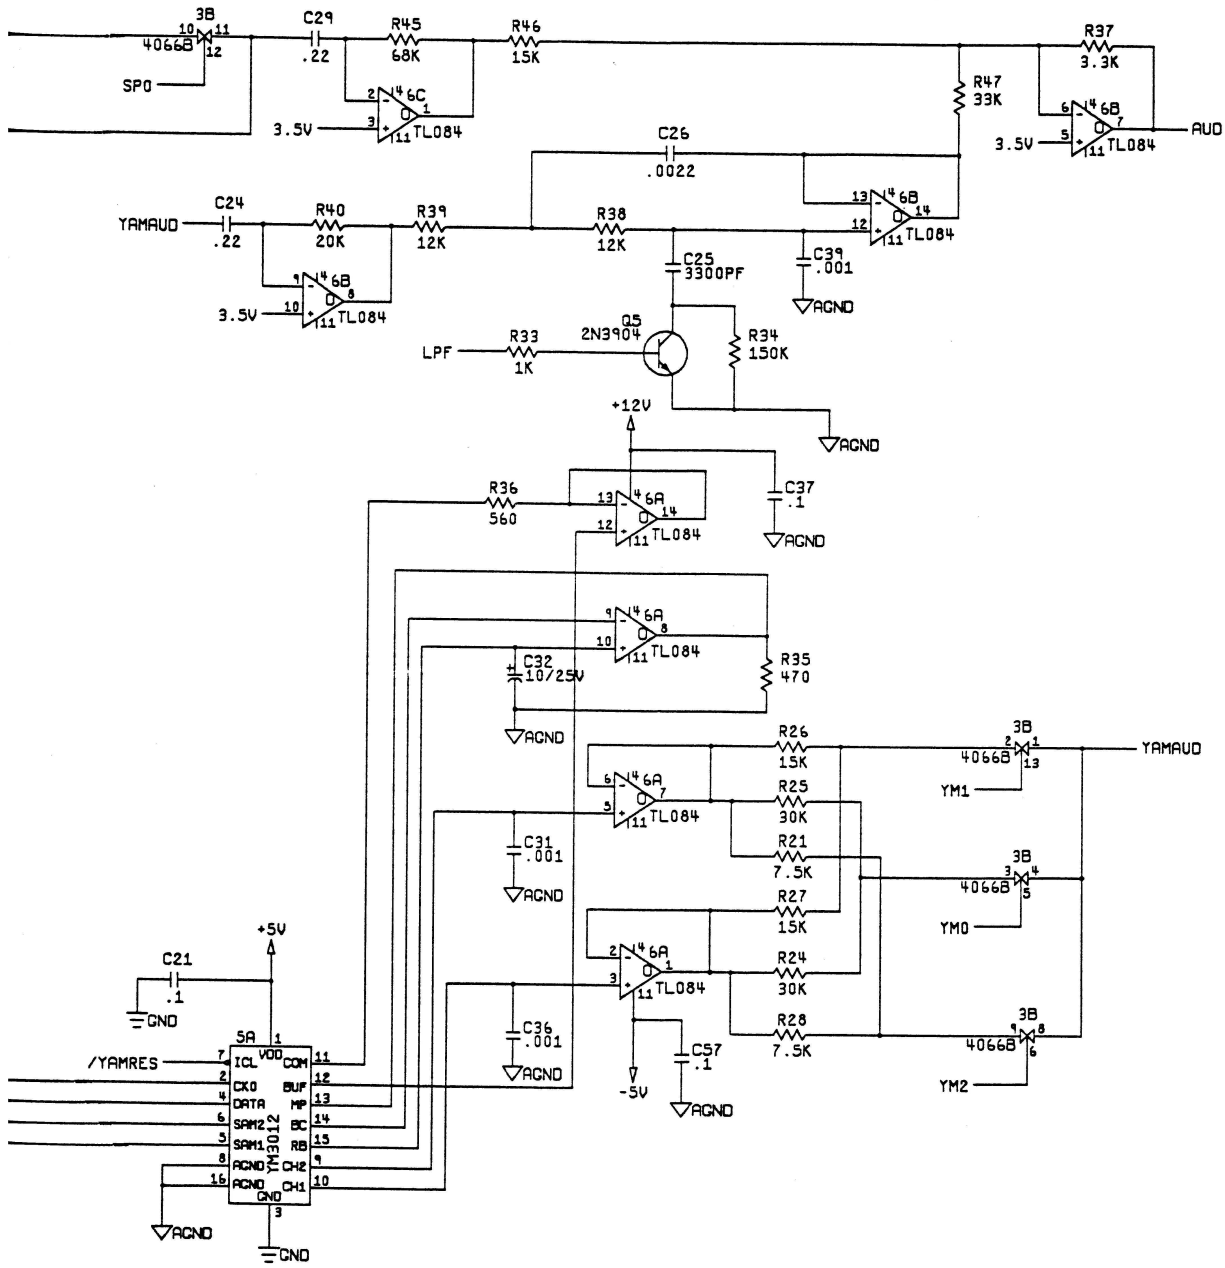 3B
10 11
4066B 12
SP0
C29
.22
R45
68K
R46
15K
R37
3.3K
R47
33K
2 - 4 6C
1
3.5V 3 + 11 TL084
6 - 4 6B
7 AUD
3.5V 5 + 11 TL084
C26
.0022
YAMAUD
C24
.22
R40
20K
R39
12K
R38
12K
13 - 4 6B
14
12 + 11 TL084
C25
3300PF
C39
.001
AGND
9 - 4 6B
8
3.5V 10 + 11 TL084
Q5
2N3904
LPF
R33
1K
R34
150K
AGND
+12V
R36
560
13 - 4 6A
14
12 + 11 TL084
C37
.1
AGND
9 - 4 6A
8
10 + 11 TL084
C32
+ 10/25V
AGND
R35
470
R26
15K
3B
2 1
4066B 13
YAMAUD
YM1
6 - 4 6A
7
5 + 11 TL084
R25
30K
C31
.001
AGND
R21
7.5K
3B
3 4
4066B 5
YM0
R27
15K
2 - 4 6A
1
3 + 11 TL084
R24
30K
R28
7.5K
3B
9 8
4066B 6
YM2
C36
.001
AGND
C57
.1
AGND
-5V
+5V
C21
.1
GND
5A
1
VDD
/YAMRES 7 ICL COM 11
2 CKO BUF 12
4 DATA MP 13
6 SAM2 BC 14
5 SAM1 RB 15
8 AGND CH2 9
16 AGND CH1 10
YM3012
GND
3
AGND
GND